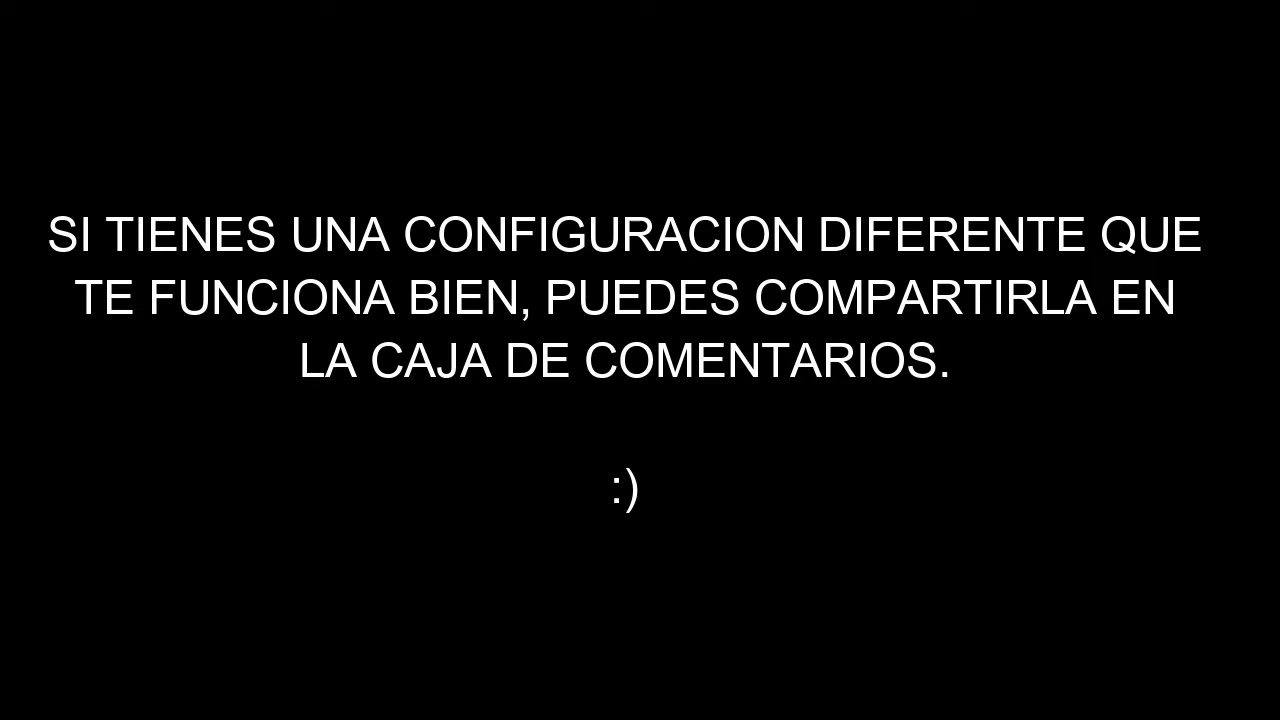 SI TIENES UNA CONFIGURACION DIFERENTE QUE
TE FUNCIONA BIEN, PUEDES COMPARTIRLA EN
LA CAJA DE COMENTARIOS.
:)